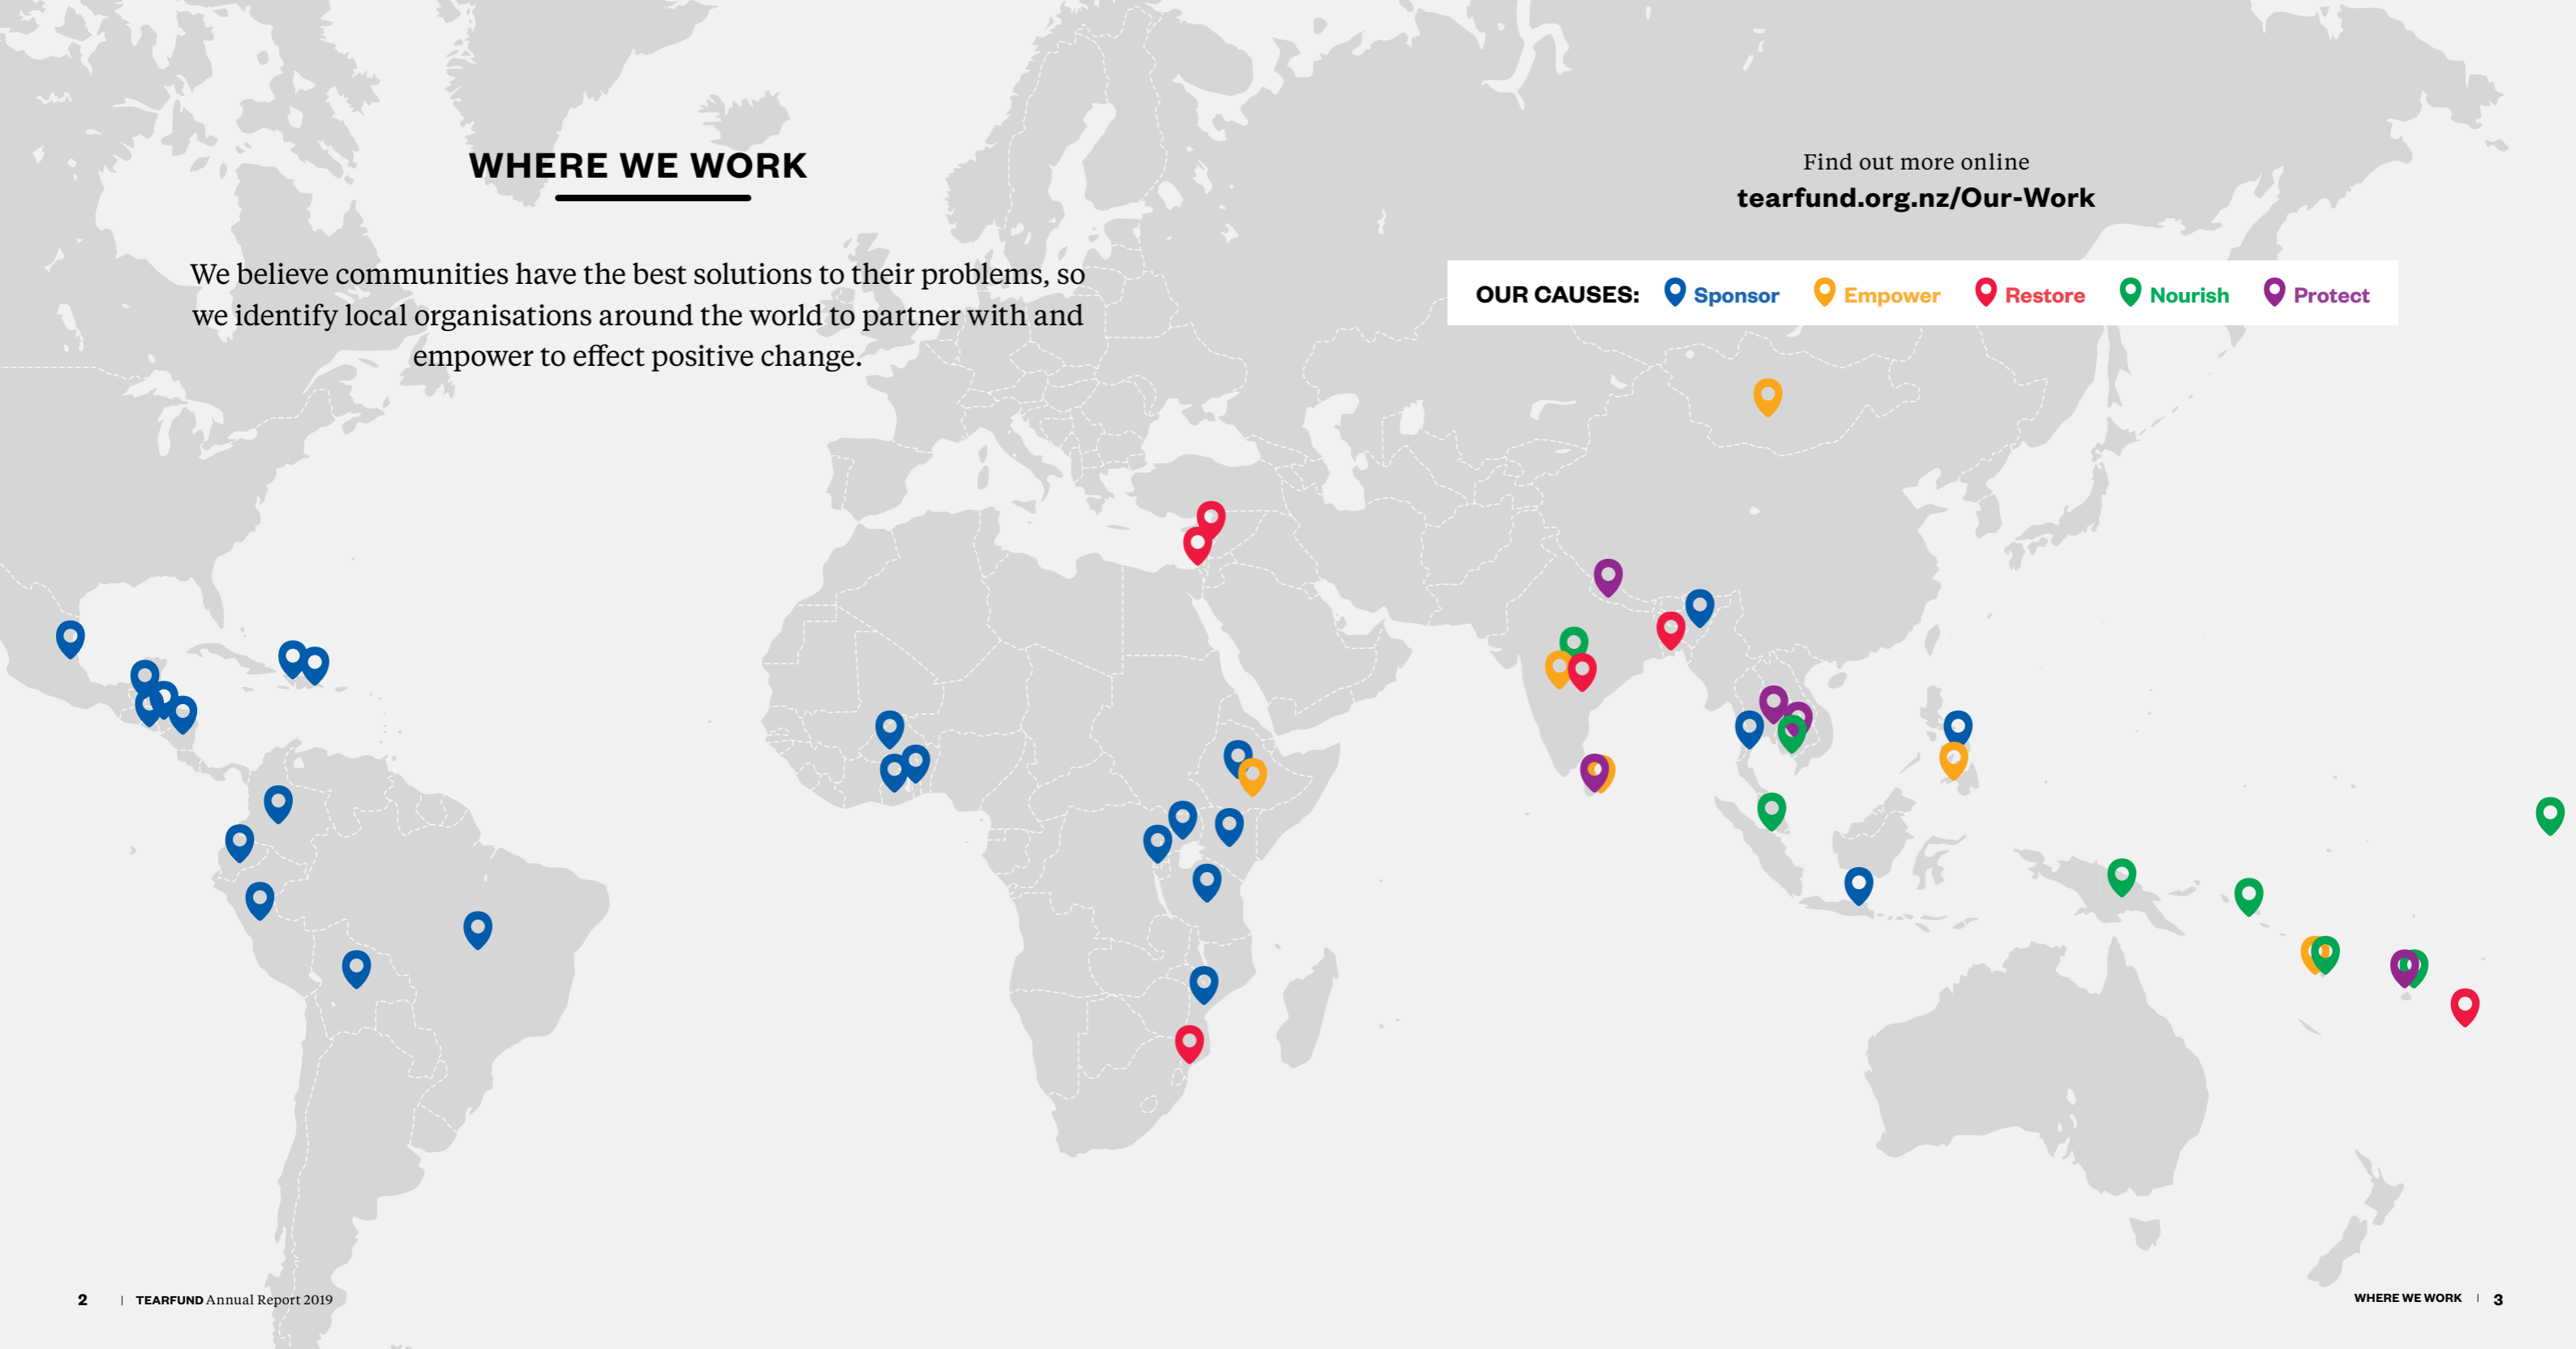 WHERE WE WORK
We believe communities have the best solutions to their problems, so
we identify local organisations around the world to partner with and
empower to effect positive change.
Find out more online
tearfund.org.nz/Our-Work
OUR CAUSES: Sponsor Empower Restore Nourish Protect
2 | TEARFUND Annual Report 2019
WHERE WE WORK | 3